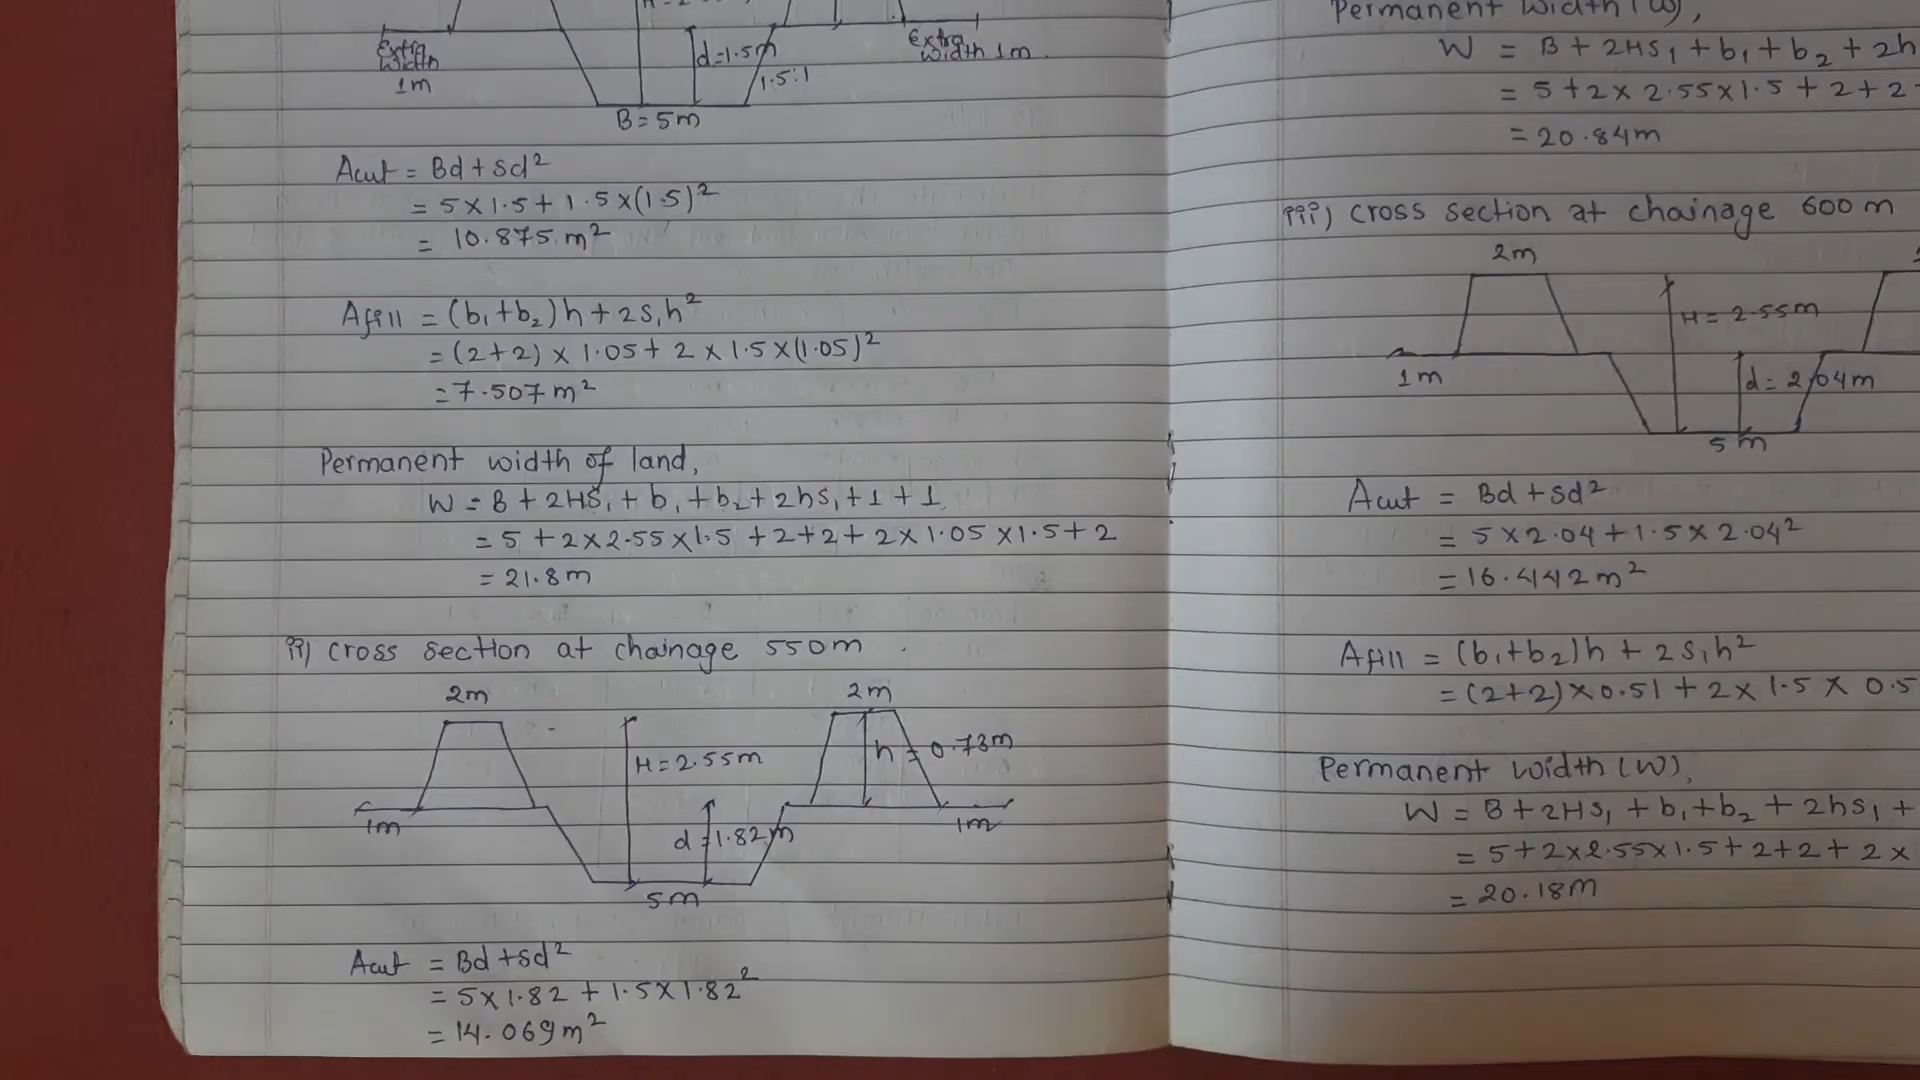 H=2
Extra
width
1m
d=1.5m
1.5:1
Extra
width 1m
B=5m
Acut = Bd + sd²
= 5×1.5 + 1.5×(1.5)²
= 10.875 m²
Afill = (b₁+b₂)h + 2s₁h²
= (2+2) × 1.05 + 2 × 1.5×(1.05)²
= 7.507 m²
Permanent width of land,
W = B + 2HS₁ + b₁ + b₂ + 2hs₁ + 1 + 1
= 5 + 2×2.55×1.5 + 2+2 + 2×1.05×1.5 + 2
= 21.8m
ii) cross section at chainage 550m
2m
2m
H = 2.55m
h = 0.73m
1m
d = 1.82m
1m
5m
Acut = Bd + sd²
= 5×1.82 + 1.5×1.82²
= 14.069m²
Permanent Width (W),
W = B + 2HS₁ + b₁ + b₂ + 2h
= 5 + 2× 2.55×1.5 + 2 + 2
= 20.84m
iii) cross section at chainage 600 m
2m
H = 2.55m
1m
d = 2.04m
5m
Acut = Bd + sd²
= 5×2.04 + 1.5× 2.04²
= 16.442m²
Afill = (b₁+b₂)h + 2s₁h²
= (2+2)×0.51 + 2× 1.5 × 0.5
Permanent width (W),
W = B + 2HS₁ + b₁+b₂ + 2hs₁ +
= 5+2×2.55×1.5 + 2+2 + 2×
= 20.18m